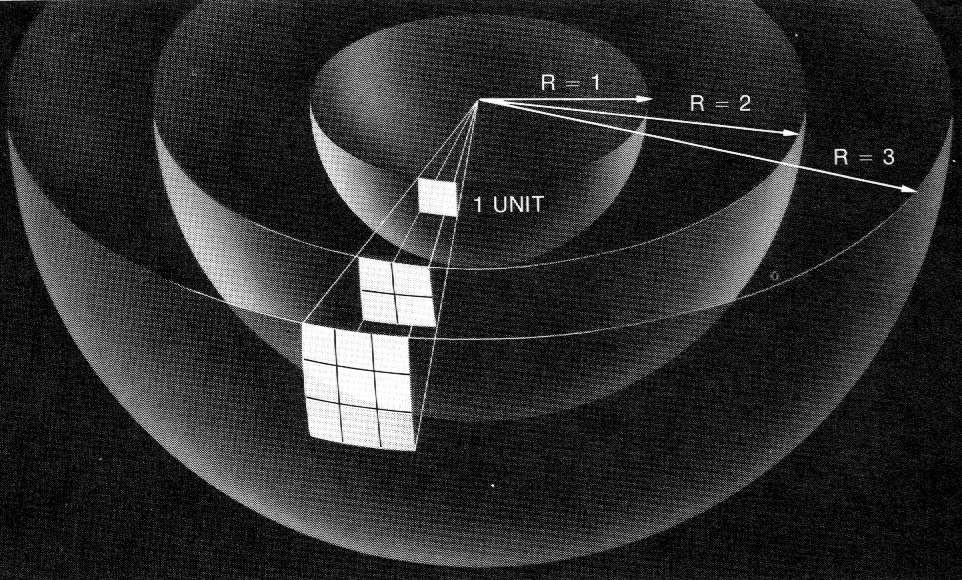 R = 1
R = 2
R = 3
1 UNIT